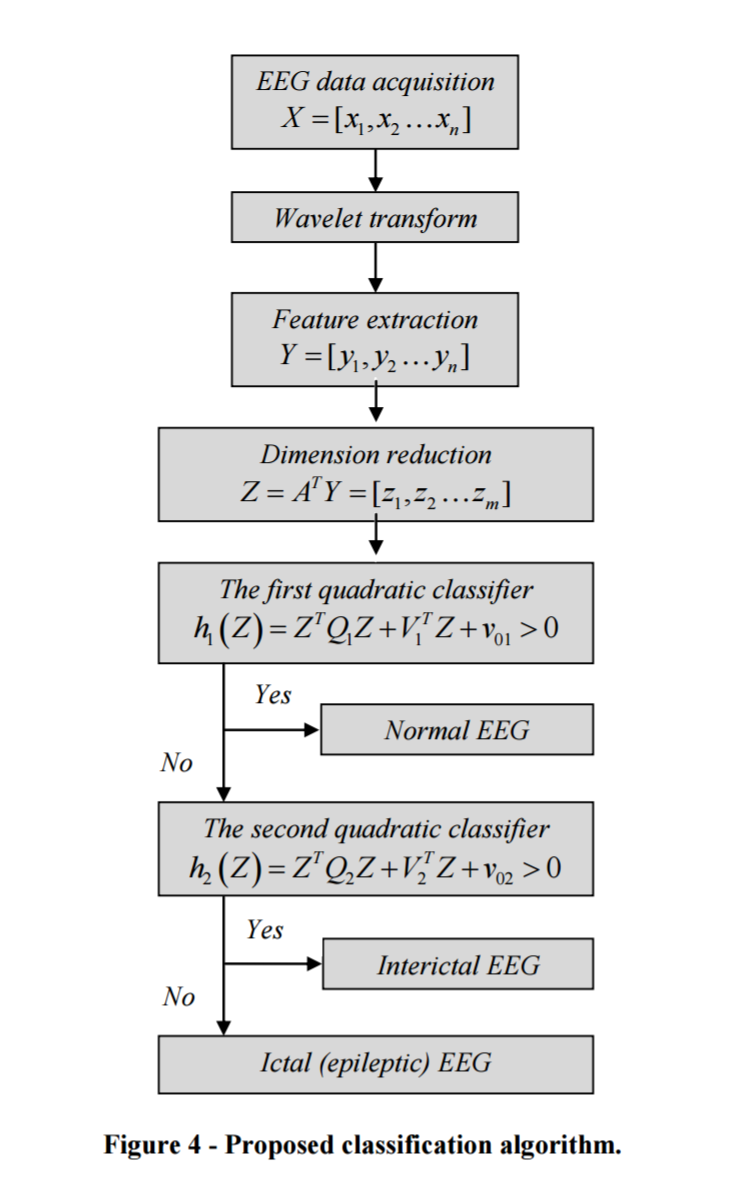 EEG data acquisition
X = [x₁, x₂ …xₙ]
Wavelet transform
Feature extraction
Y = [y₁, y₂ …yₙ]
Dimension reduction
Z = AᵀY = [z₁, z₂ …zₘ]
The first quadratic classifier
h₁(Z) = ZᵀQ₁Z + V₁ᵀZ + v₀₁ > 0
Yes
Normal EEG
No
The second quadratic classifier
h₂(Z) = ZᵀQ₂Z + V₂ᵀZ + v₀₂ > 0
Yes
Interictal EEG
No
Ictal (epileptic) EEG
Figure 4 - Proposed classification algorithm.